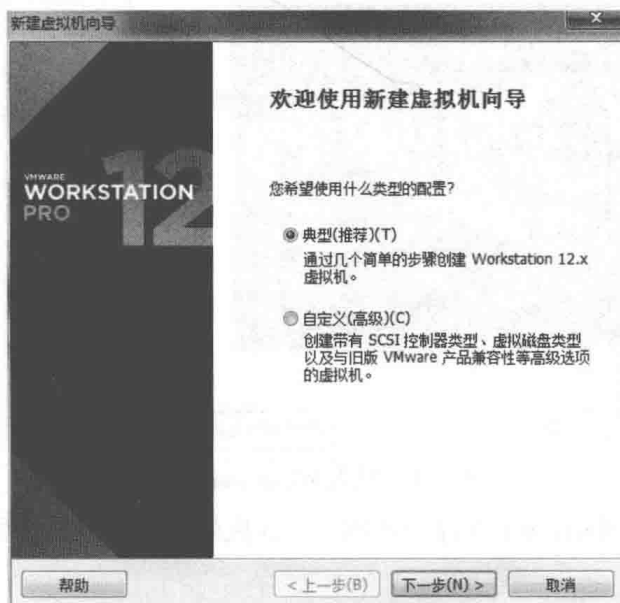 新建虚拟机向导
VMWARE
WORKSTATION
PRO
12
欢迎使用新建虚拟机向导
您希望使用什么类型的配置?
典型(推荐)(T)
通过几个简单的步骤创建 Workstation 12.x
虚拟机。
自定义(高级)(C)
创建带有 SCSI 控制器类型、虚拟磁盘类型
以及与旧版 VMware 产品兼容性等高级选项
的虚拟机。
帮助
< 上一步(B)
下一步(N) >
取消